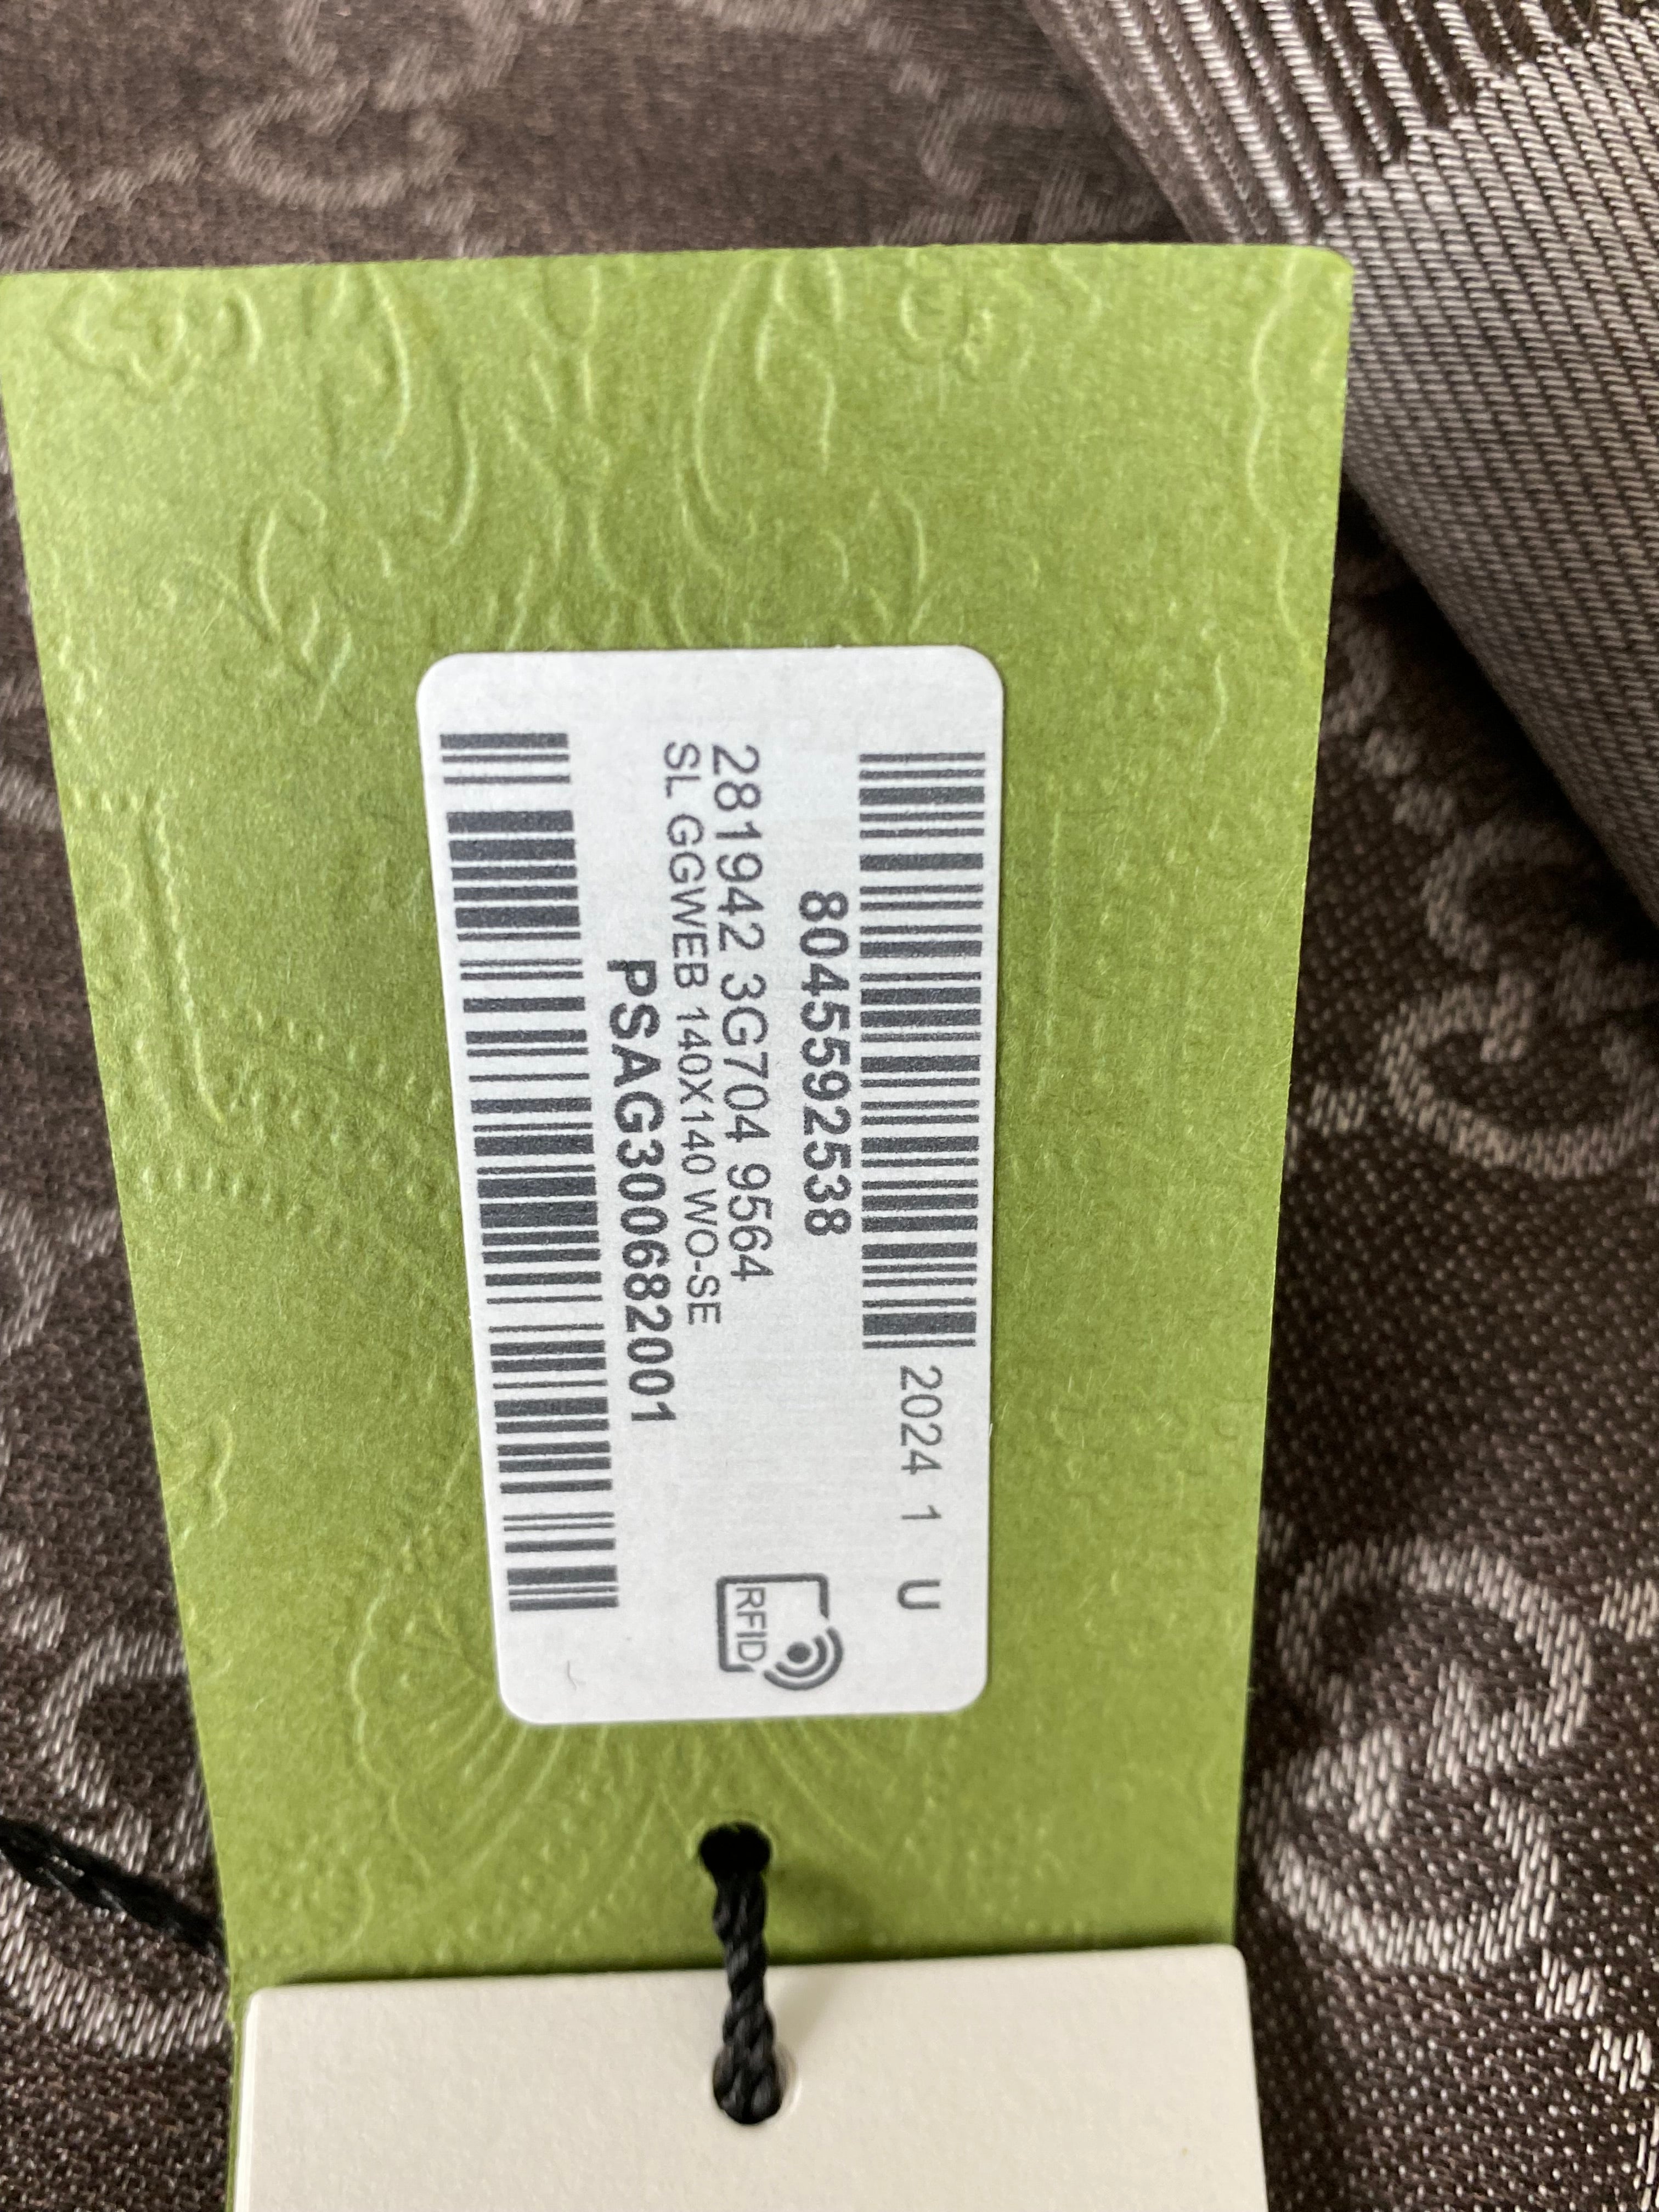 2024 1 U
8045592538
281942 3G704 9564
SL GGWEB 140X140 WO-SE
RFID
PSAG300682001